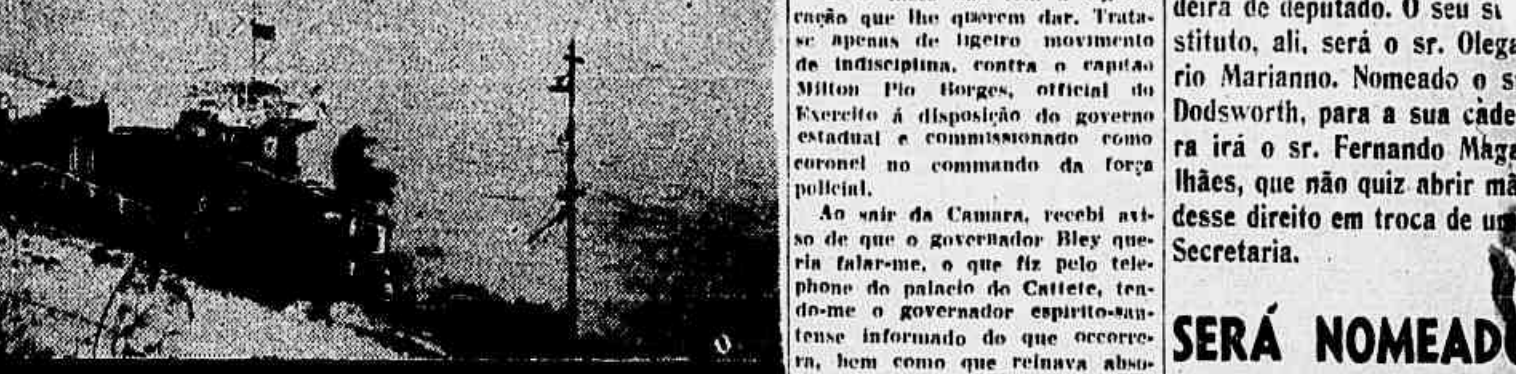 cação que lhe querem dar. Trata-
se apenas de ligeiro movimento
de indisciplina, contra o capitão
Milton Pio Borges, official do
Exercito á disposição do governo
estadual e commissionado como
coronel no commando da força
policial.
Ao sair da Camara, recebi avi-
so de que o governador Bley que-
ria falar-me, o que fiz pelo tele-
phone do palacio do Cattete, ten-
do-me o governador espirito-san-
tense informado do que occorre-
ra, bem como que reinava abso-
deira de deputado. O seu su
stituto, ali, será o sr. Olega
rio Marianno. Nomeado o s
Dodsworth, para a sua cade
ra irá o sr. Fernando Maga
lhães, que não quiz abrir mã
desse direito em troca de
Secretaria.
SERÁ NOMEADO